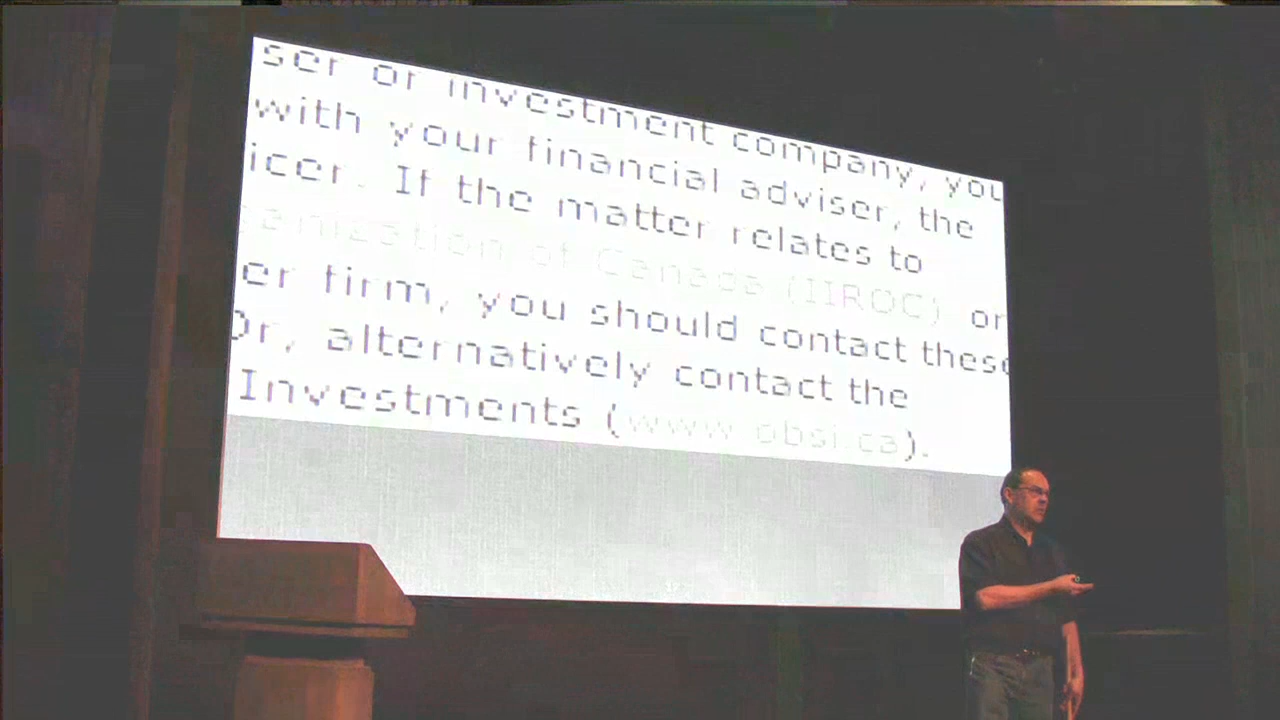 ser or investment company, you
with your financial adviser, the
icer. If the matter relates to
anization of Canada (IIROC) or
er firm, you should contact these
Or, alternatively contact the
Investments (www.obsi.ca).